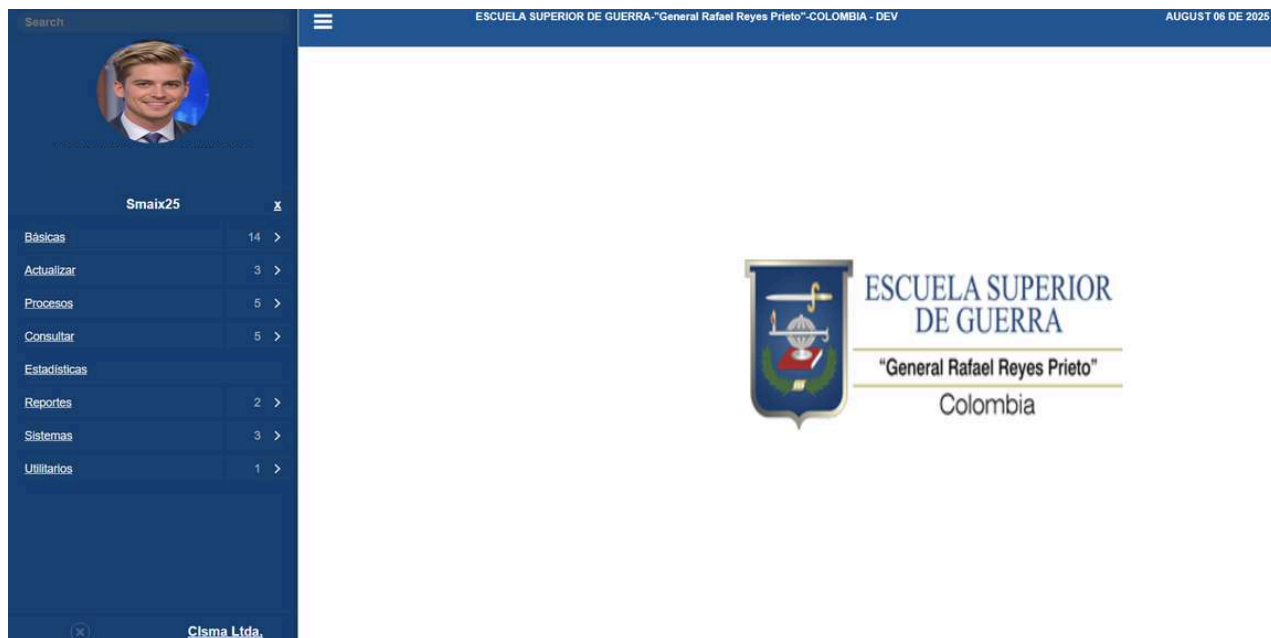 Search
ESCUELA SUPERIOR DE GUERRA-"General Rafael Reyes Prieto"-COLOMBIA - DEV
AUGUST 06 DE 2025
Smaix25 x
Básicas 14 >
Actualizar 3 >
Procesos 5 >
Consultar 5 >
Estadísticas
Reportes 2 >
Sistemas 3 >
Utilitarios 1 >
CIsma Ltda.
ESCUELA SUPERIOR
DE GUERRA
"General Rafael Reyes Prieto"
Colombia